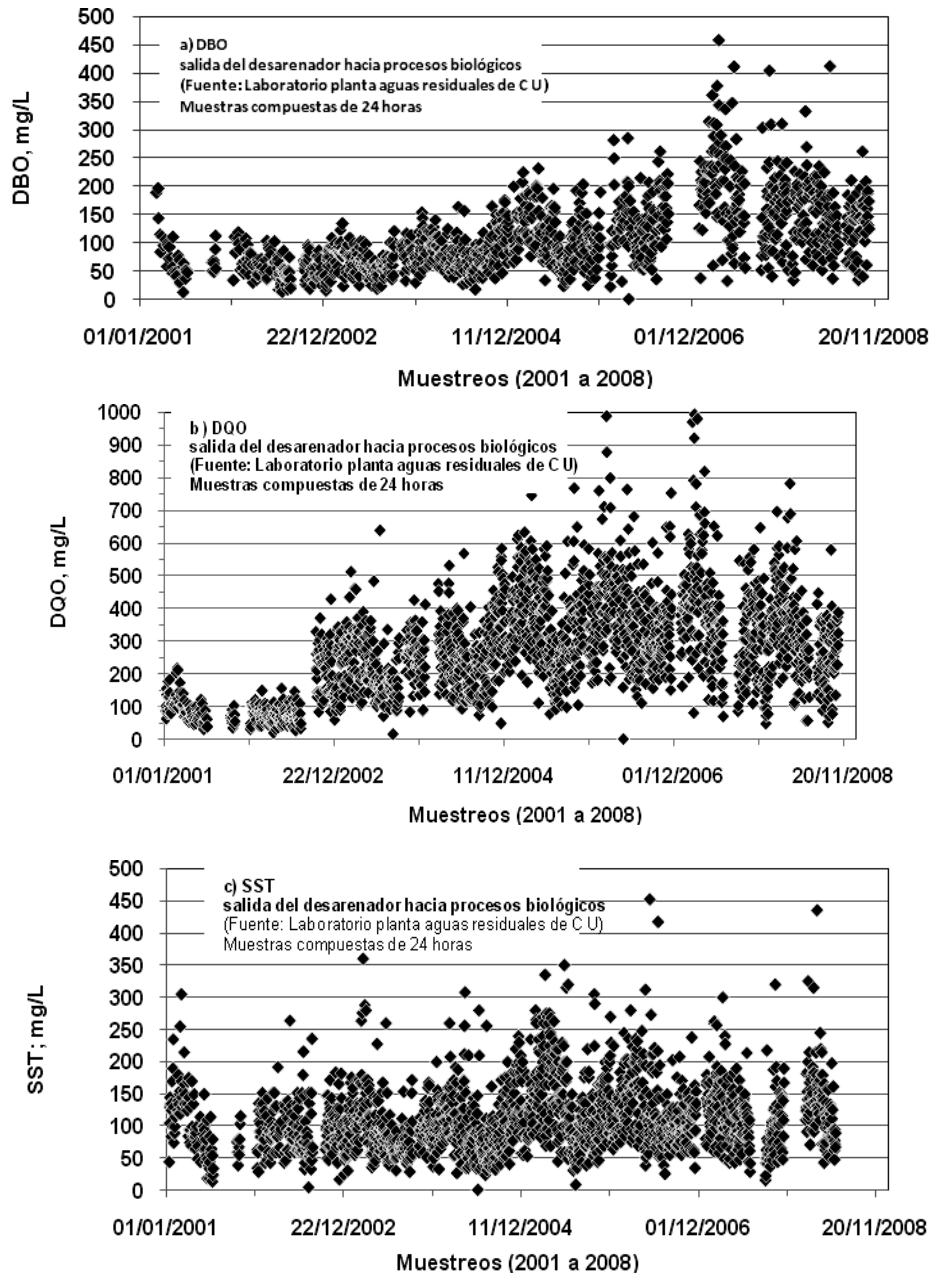 500
450
400
350
300
250
200
150
100
50
0
DBO, mg/L
a) DBO
salida del desarenador hacia procesos biológicos
(Fuente: Laboratorio planta aguas residuales de C U)
Muestras compuestas de 24 horas
01/01/2001 22/12/2002 11/12/2004 01/12/2006 20/11/2008
Muestreos (2001 a 2008)
1000
900
800
700
600
500
400
300
200
100
0
DQO, mg/L
b ) DQO
salida del desarenador hacia procesos biológicos
(Fuente: Laboratorio planta aguas residuales de C U)
Muestras compuestas de 24 horas
01/01/2001 22/12/2002 11/12/2004 01/12/2006 20/11/2008
Muestreos (2001 a 2008)
500
450
400
350
300
250
200
150
100
50
0
SST; mg/L
c) SST
salida del desarenador hacia procesos biológicos
(Fuente: Laboratorio planta aguas residuales de C U)
Muestras compuestas de 24 horas
01/01/2001 22/12/2002 11/12/2004 01/12/2006 20/11/2008
Muestreos (2001 a 2008)